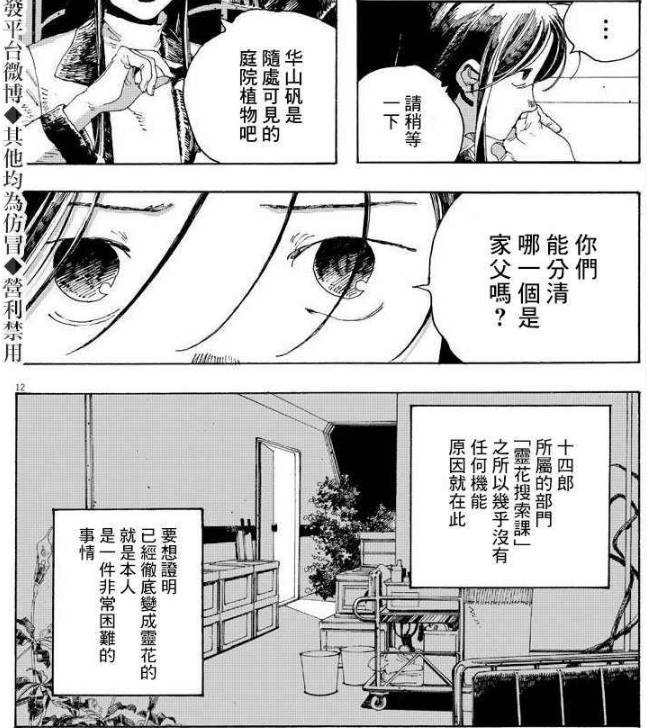 …
請稍等
一下
华山矾是
隨處可見的
庭院植物吧
你們
能分清
哪一個是
家父嗎?
12
十四郎
所屬的部門
「靈花搜索課」
之所以幾乎沒有
任何機能
原因就在此
要想證明
已經徹底變成靈花的
就是本人
是一件非常困難的
事情
發平台微博◆其他均為仿冒◆營利禁用